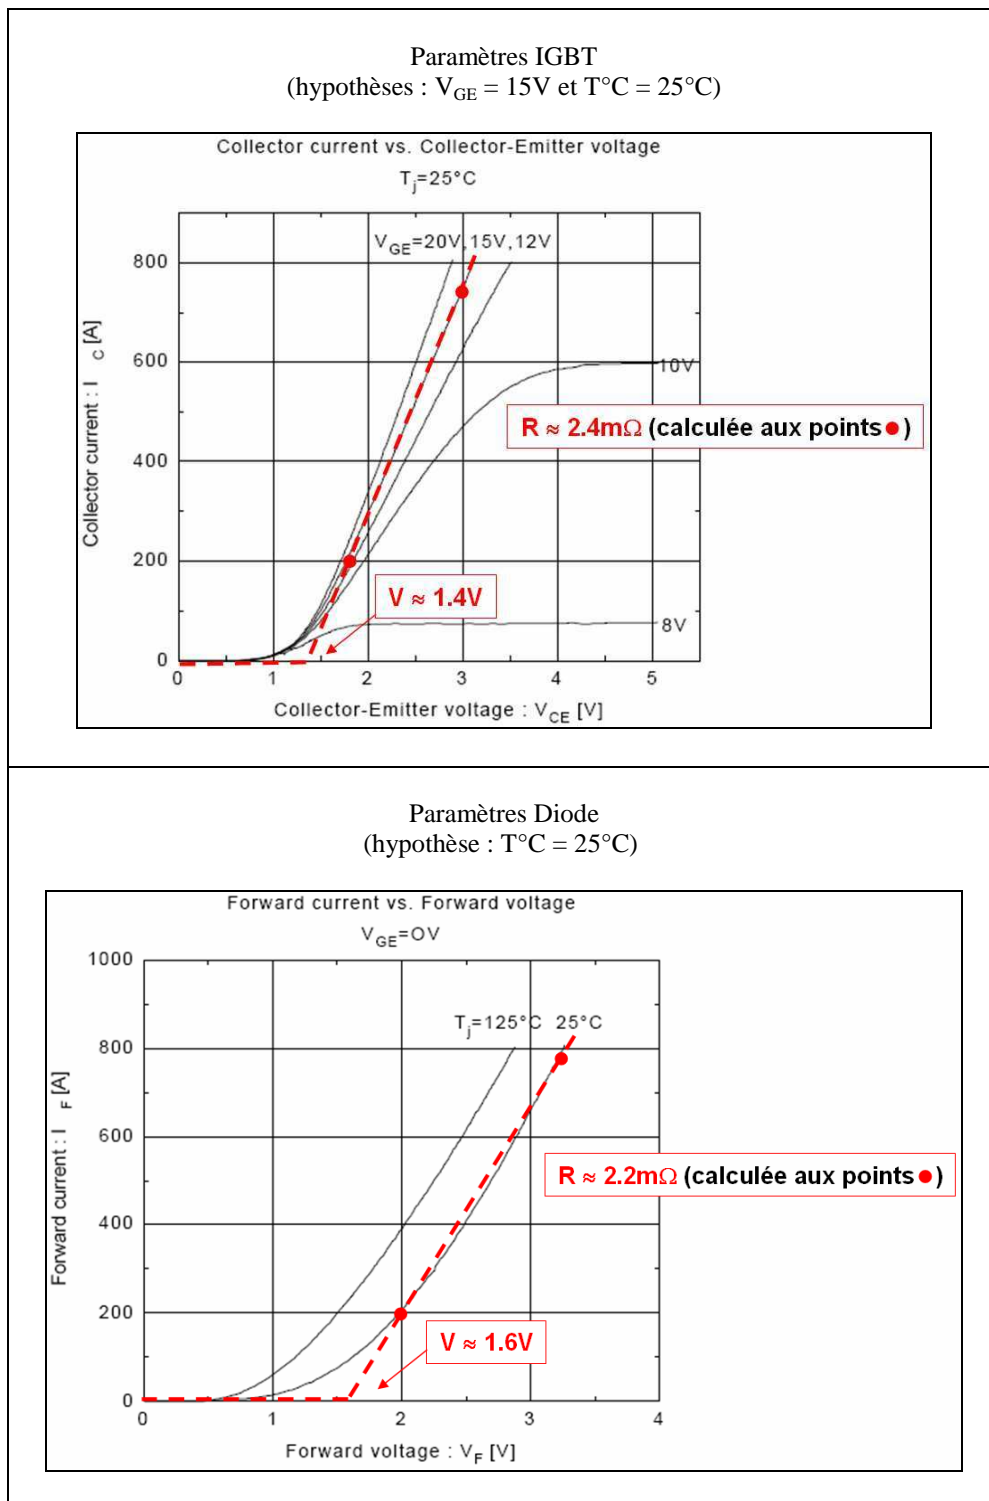 Paramètres IGBT
(hypothèses : VGE = 15V et T°C = 25°C)
Collector current vs. Collector-Emitter voltage
Tj=25°C
VGE=20V,15V,12V
800
600
10V
R ≈ 2.4mΩ (calculée aux points ●)
400
Collector current : I C [A]
200
V ≈ 1.4V
8V
0
0 1 2 3 4 5
Collector-Emitter voltage : VCE [V]
Paramètres Diode
(hypothèse : T°C = 25°C)
Forward current vs. Forward voltage
VGE=OV
1000
Tj=125°C 25°C
800
600
R ≈ 2.2mΩ (calculée aux points ●)
Forward current : I F [A]
400
200
V ≈ 1.6V
0
0 1 2 3 4
Forward voltage : VF [V]